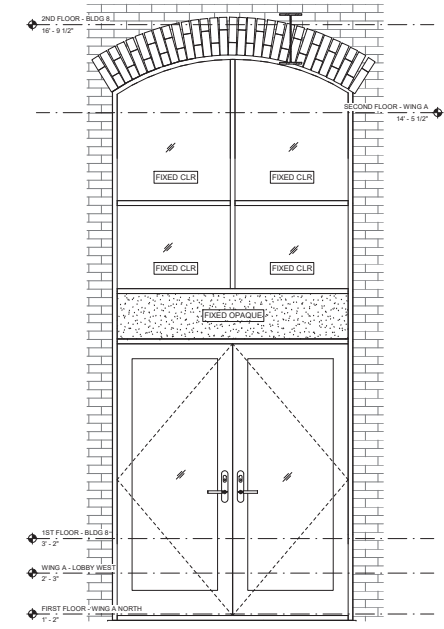 2ND FLOOR - BLDG 8
16' - 9 1/2"
SECOND FLOOR - WING A
14' - 5 1/2"
FIXED CLR
FIXED CLR
FIXED CLR
FIXED CLR
FIXED OPAQUE
1ST FLOOR - BLDG 8
3' - 2"
WING A - LOBBY WEST
2' - 3"
FIRST FLOOR - WING A NORTH
1' - 2"